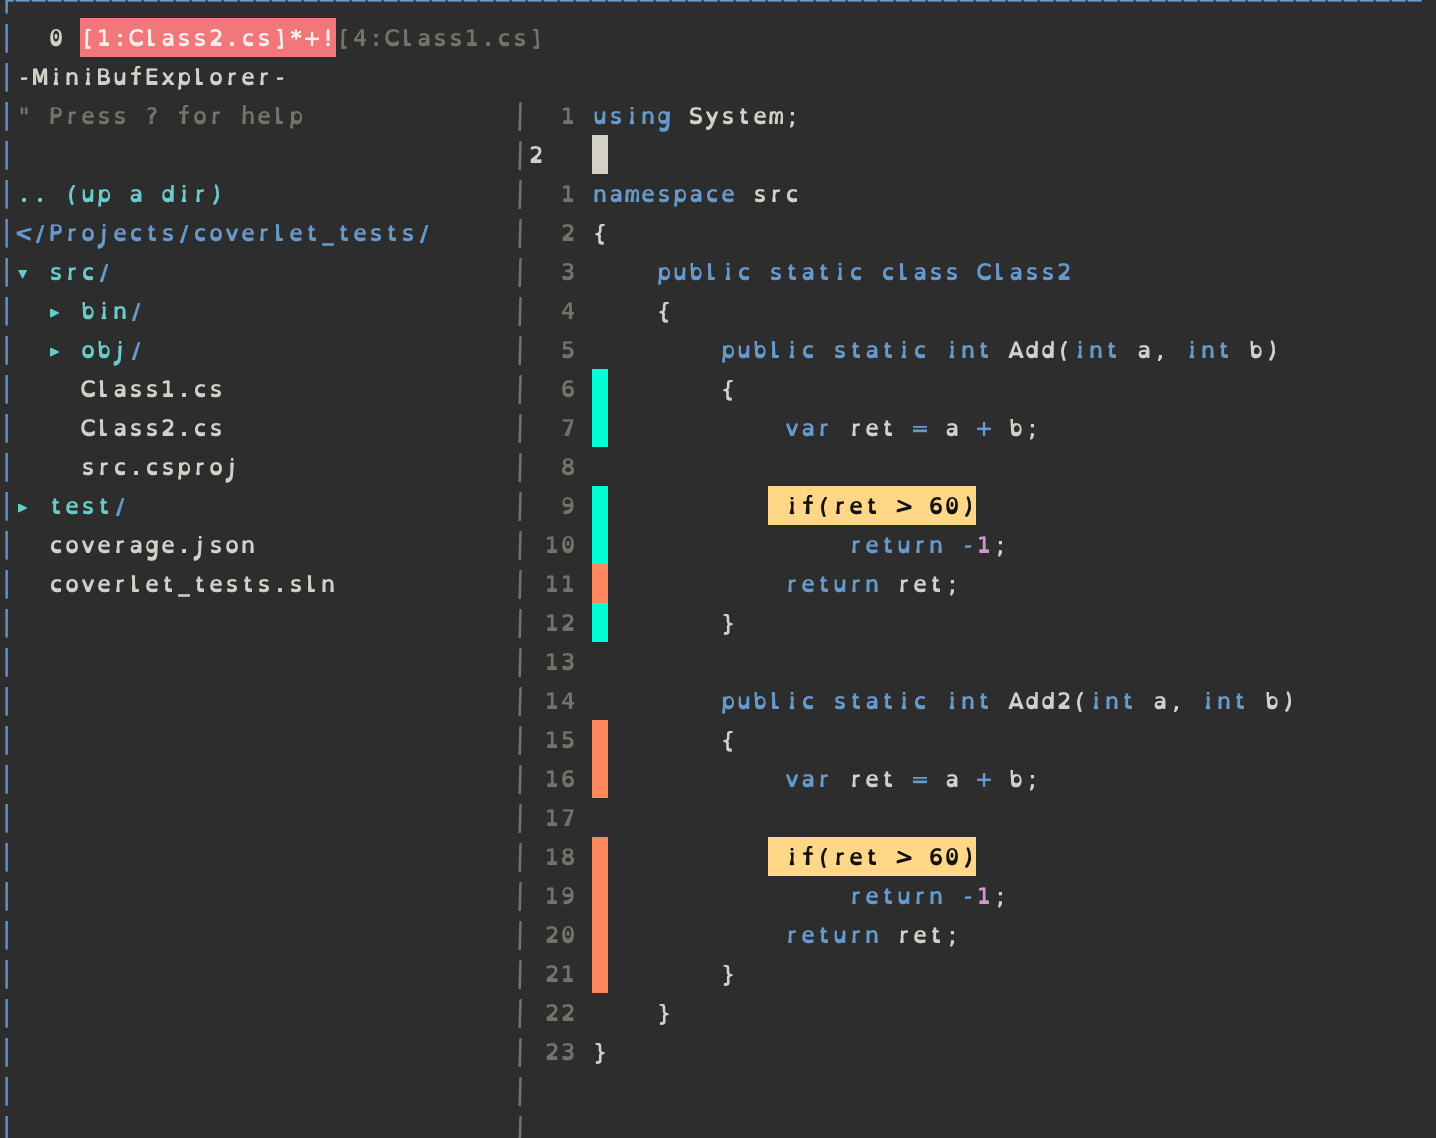 0 [1:Class2.cs]*+![4:Class1.cs]
-MiniBufExplorer-
" Press ? for help
.. (up a dir)
</Projects/coverlet_tests/
▾ src/
▸ bin/
▸ obj/
Class1.cs
Class2.cs
src.csproj
▸ test/
coverage.json
coverlet_tests.sln
1 using System;
2
1 namespace src
2 {
3     public static class Class2
4     {
5         public static int Add(int a, int b)
6         {
7             var ret = a + b;
8
9             if(ret > 60)
10                 return -1;
11             return ret;
12         }
13
14         public static int Add2(int a, int b)
15         {
16             var ret = a + b;
17
18             if(ret > 60)
19                 return -1;
20             return ret;
21         }
22     }
23 }